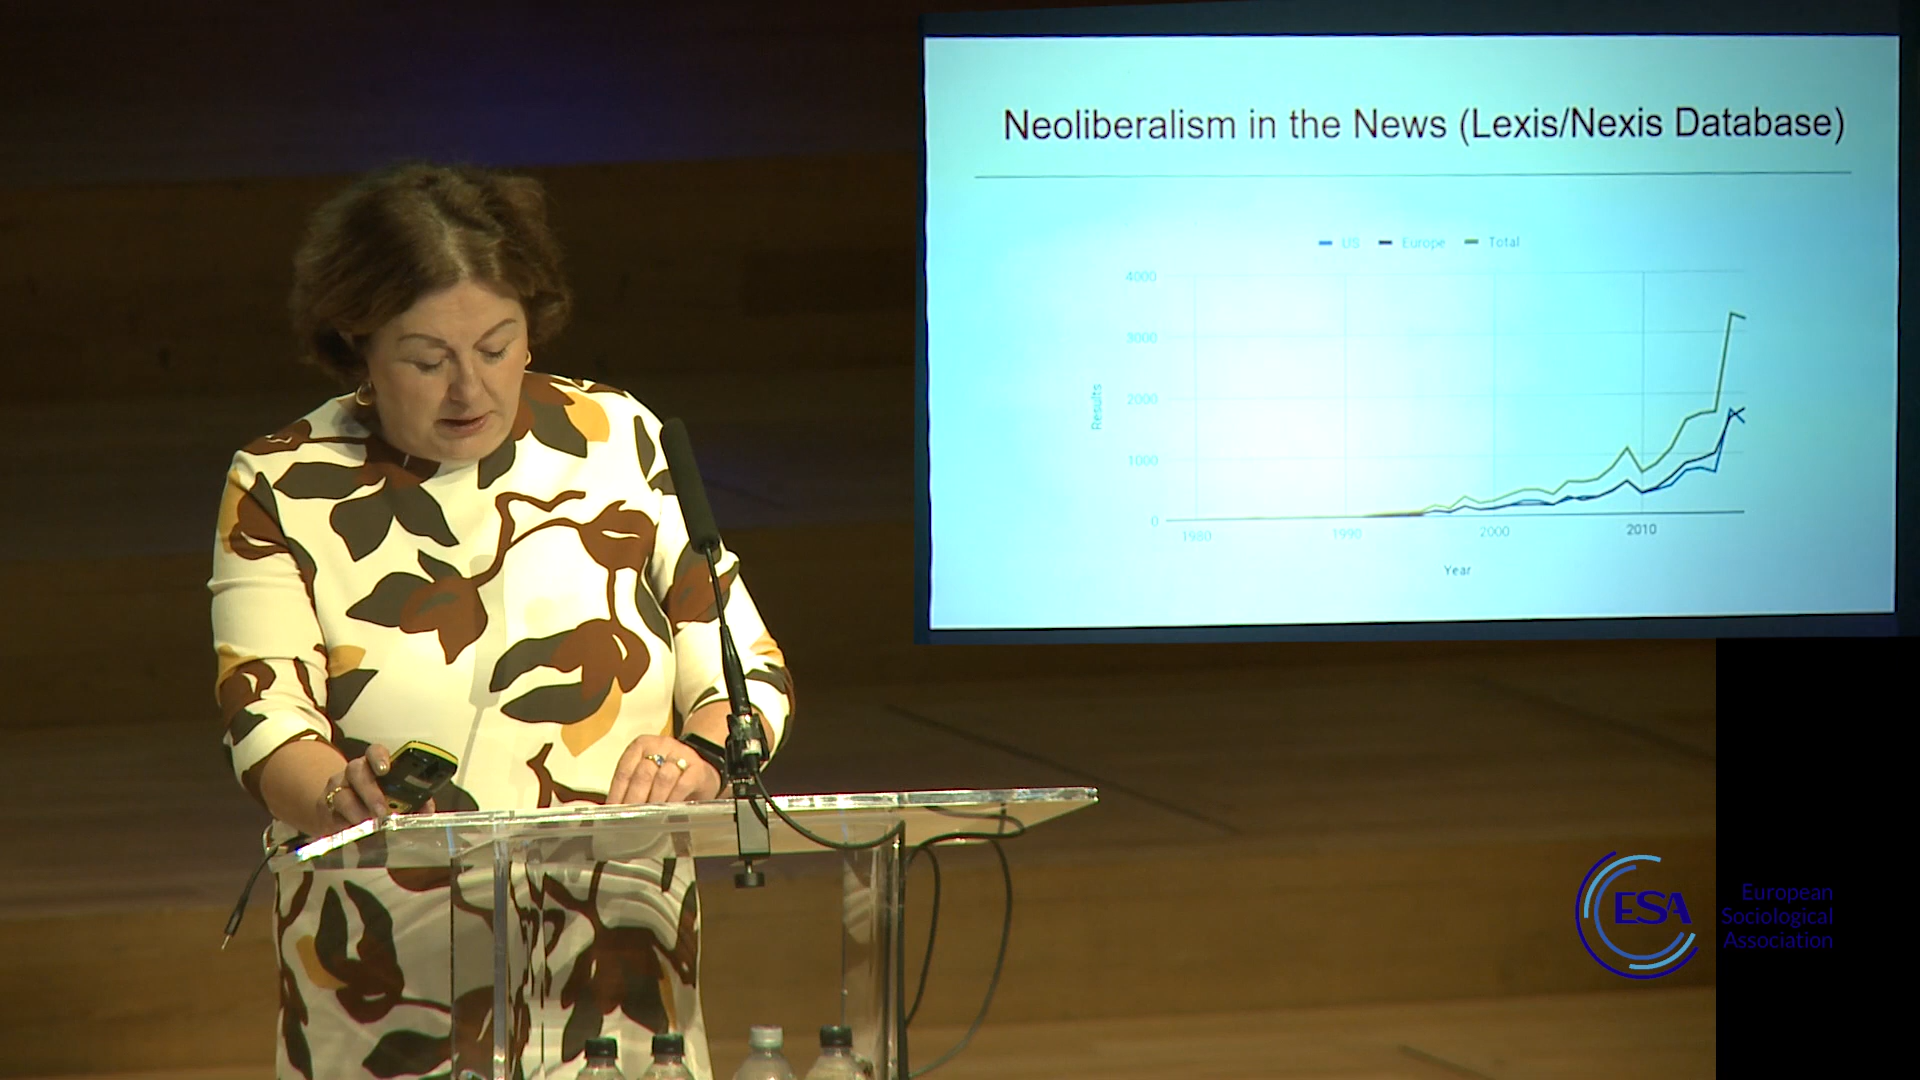 Neoliberalism in the News (Lexis/Nexis Database)
US Europe Total
4000
3000
2000
1000
0
Results
1980 1990 2000 2010
Year
ESA
European
Sociological
Association